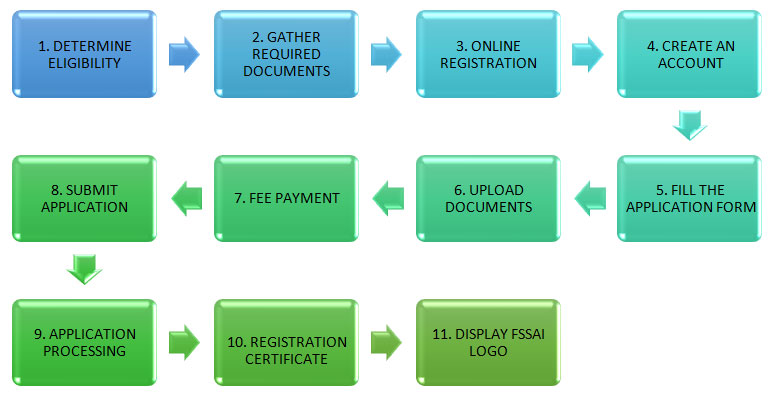 1. DETERMINE
ELIGIBILITY
2. GATHER
REQUIRED
DOCUMENTS
3. ONLINE
REGISTRATION
4. CREATE AN
ACCOUNT
5. FILL THE
APPLICATION FORM
6. UPLOAD
DOCUMENTS
7. FEE PAYMENT
8. SUBMIT
APPLICATION
9. APPLICATION
PROCESSING
10. REGISTRATION
CERTIFICATE
11. DISPLAY FSSAI
LOGO